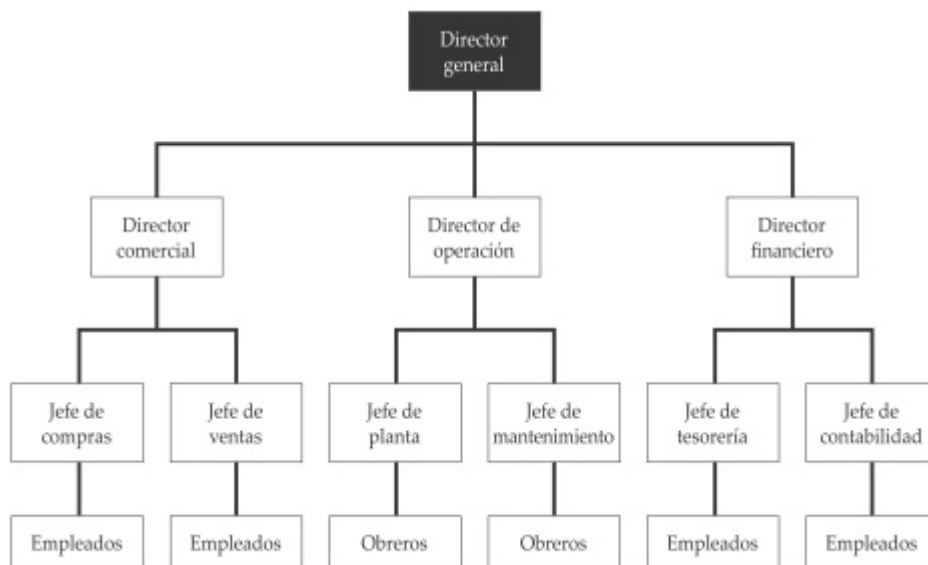 Director
general
Director
comercial
Director de
operación
Director
financiero
Jefe de
compras
Jefe de
ventas
Jefe de
planta
Jefe de
mantenimiento
Jefe de
tesorería
Jefe de
contabilidad
Empleados
Empleados
Obreros
Obreros
Empleados
Empleados